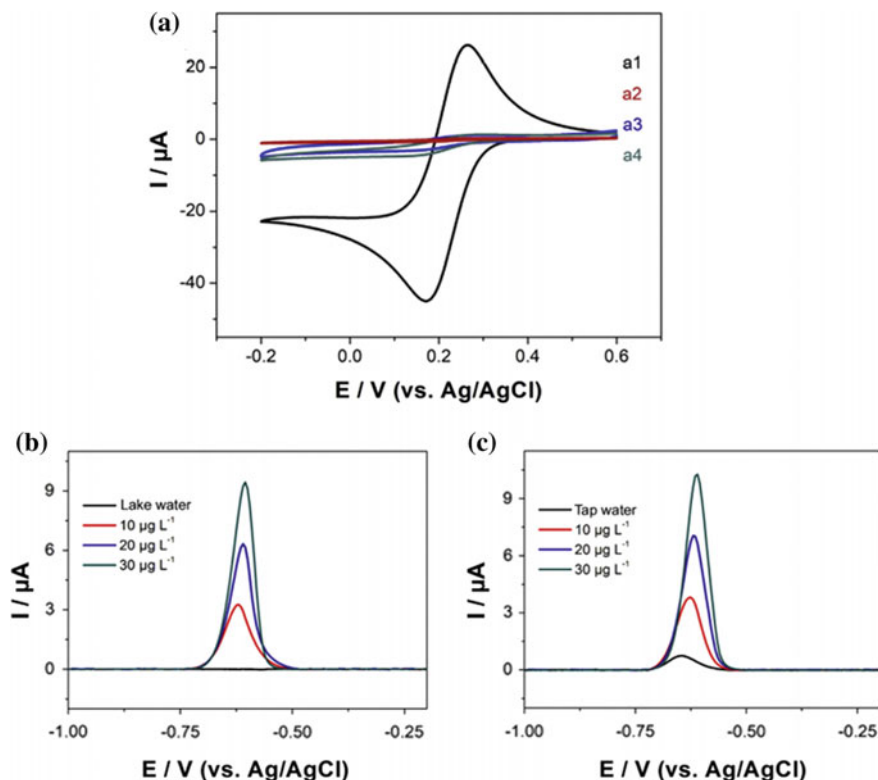 (a)
a1
a2
a3
a4
20
0
-20
-40
I / µA
-0.2 0.0 0.2 0.4 0.6
E / V (vs. Ag/AgCl)
(b)
Lake water
10 µg L⁻¹
20 µg L⁻¹
30 µg L⁻¹
9
6
3
0
I / µA
-1.00 -0.75 -0.50 -0.25
E / V (vs. Ag/AgCl)
(c)
Tap water
10 µg L⁻¹
20 µg L⁻¹
30 µg L⁻¹
9
6
3
0
I / µA
-1.00 -0.75 -0.50 -0.25
E / V (vs. Ag/AgCl)